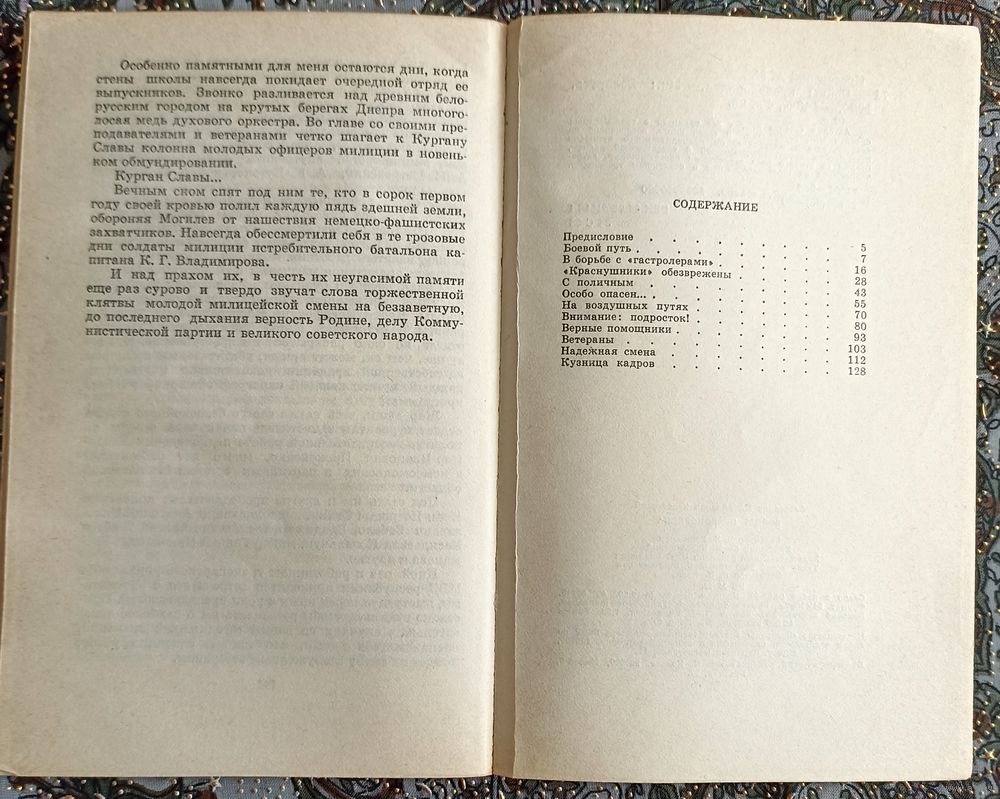 Особенно памятными для меня остаются дни, когда
стены школы навсегда покидает очередной отряд ее
выпускников. Звонко разливается над древним бело-
русским городом на крутых берегах Днепра многого-
лосая медь духового оркестра. Во главе со своими пре-
подавателями и ветеранами четко шагает к Кургану
Славы колонна молодых офицеров милиции в новень-
ком обмундировании.
Курган Славы...
Вечным сном спят под ним те, кто в сорок первом
году своей кровью полил каждую пядь здешней земли,
обороняя Могилев от нашествия немецко-фашистских
захватчиков. Навсегда обессмертили себя в те грозовые
дни солдаты милиции истребительного батальона ка-
питана К. Г. Владимирова.
И над прахом их, в честь их неугасимой памяти
еще раз сурово и твердо звучат слова торжественной
клятвы молодой милицейской смены на беззаветную,
до последнего дыхания верность Родине, делу Комму-
нистической партии и великого советского народа.
СОДЕРЖАНИЕ
Предисловие . . . . . . . . 5
Боевой путь . . . . . . . . 7
В борьбе с «гастролерами» . . . . . . 16
«Краснушники» обезврежены . . . . . . 28
С поличным . . . . . . . . 43
Особо опасен... . . . . . . . . 55
На воздушных путях . . . . . . . 70
Внимание: подросток! . . . . . . . 80
Верные помощники . . . . . . . 93
Ветераны . . . . . . . . 103
Надежная смена . . . . . . . 112
Кузница кадров . . . . . . . 128